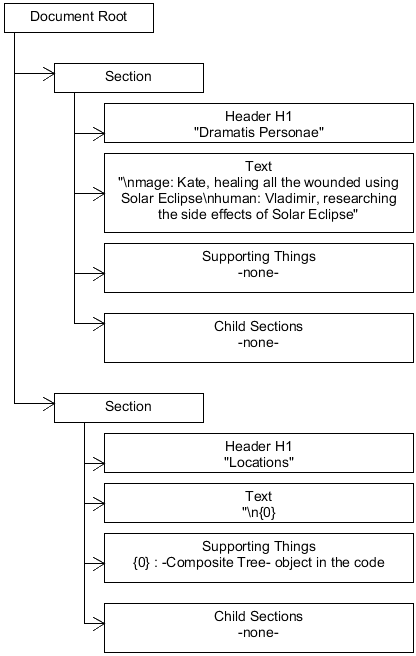 Document Root
Section
Header H1
"Dramatis Personae"
Text
"\nmage: Kate, healing all the wounded using
Solar Eclipse\nhuman: Vladimir, researching
the side effects of Solar Eclipse"
Supporting Things
-none-
Child Sections
-none-
Section
Header H1
"Locations"
Text
"\n{0}
Supporting Things
{0} : -Composite Tree- object in the code
Child Sections
-none-